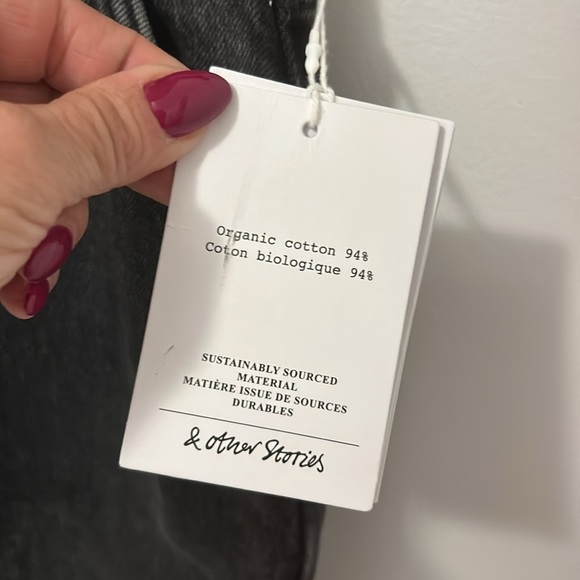 Organic cotton 94%
Coton biologique 94%
SUSTAINABLY SOURCED
MATERIAL
MATIÈRE ISSUE DE SOURCES
DURABLES
& other Stories